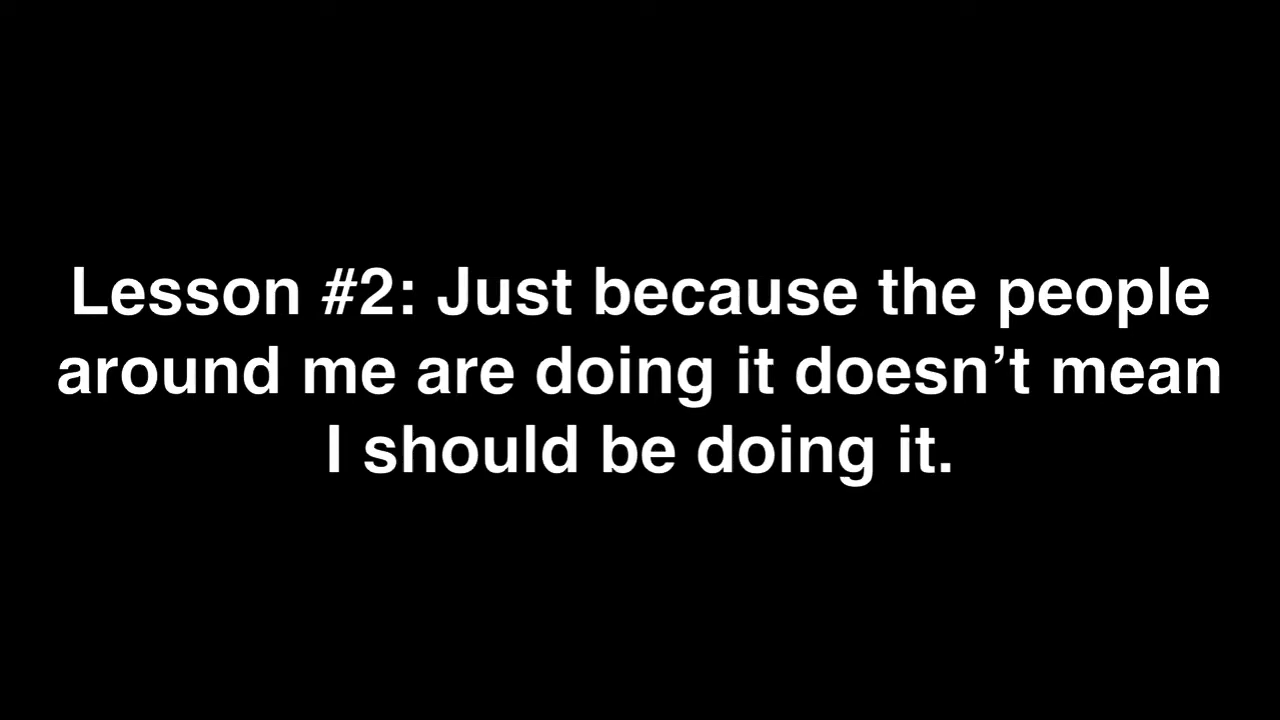 Lesson #2: Just because the people
around me are doing it doesn’t mean
I should be doing it.